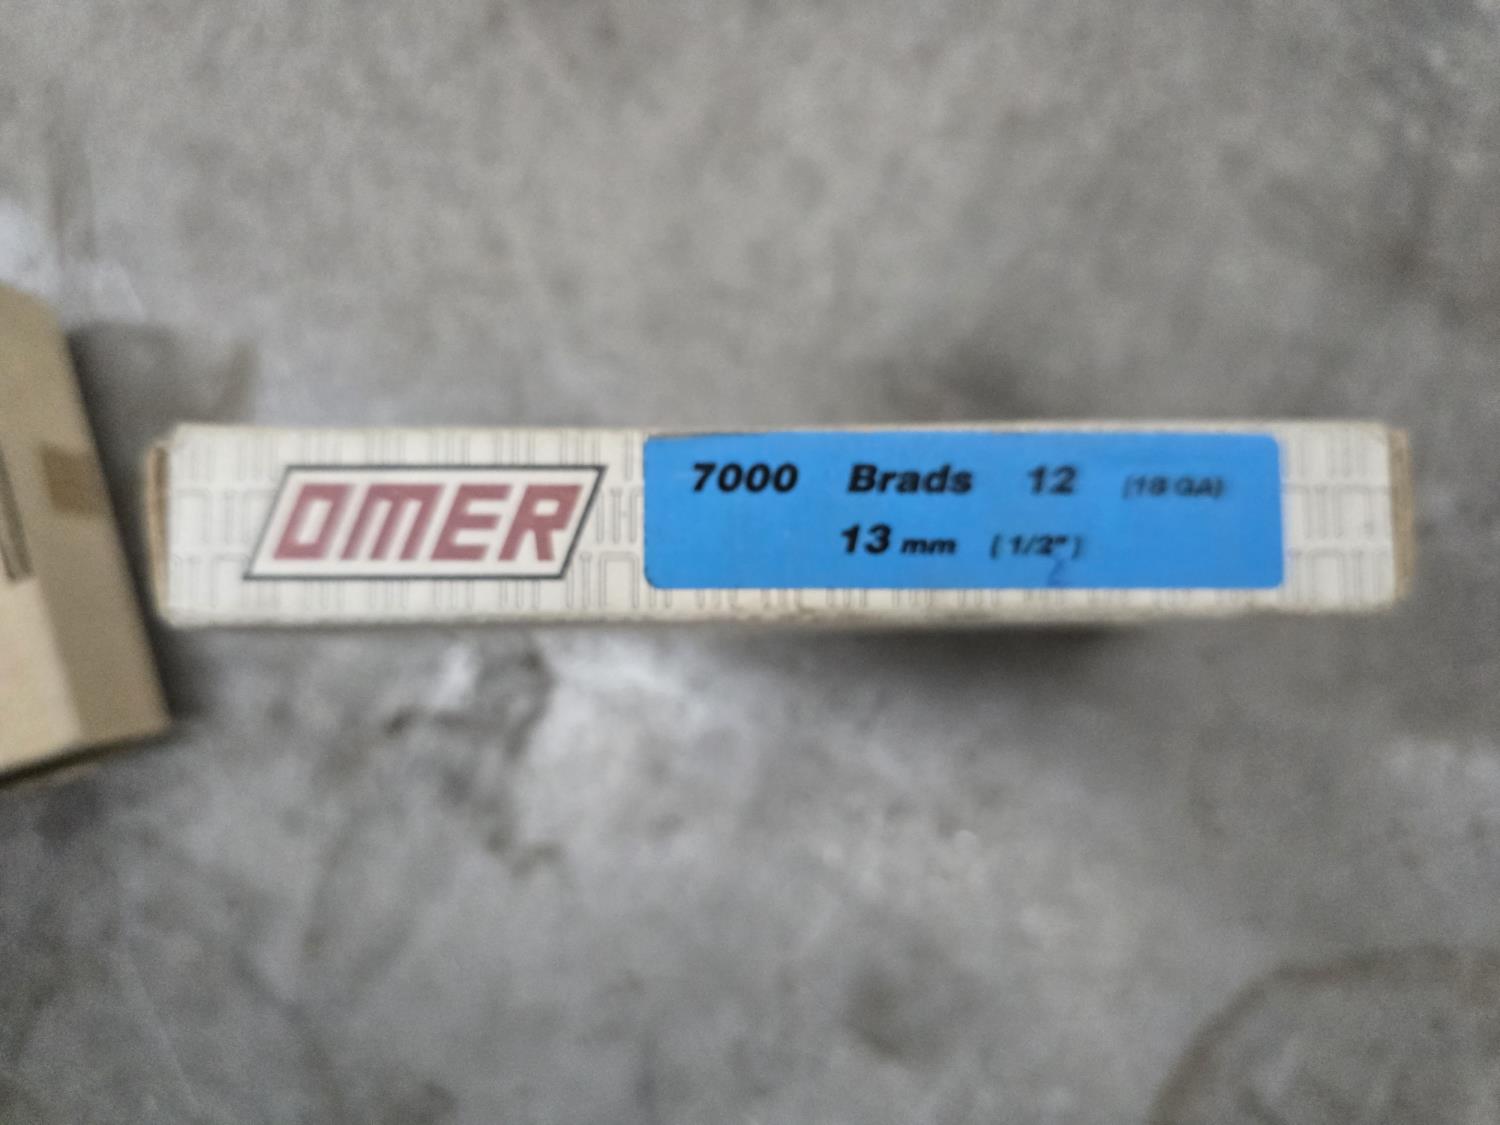 OMER
7000 Brads 12 (18 GA)
13 mm (1/2")